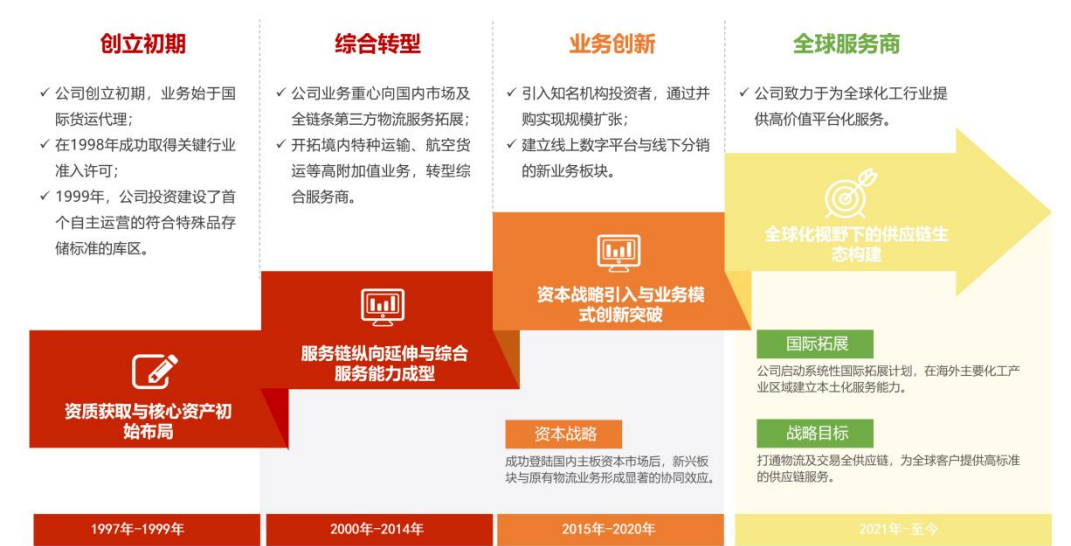 创立初期
✓ 公司创立初期，业务始于国
际货运代理；
✓ 在1998年成功取得关键行业
准入许可；
✓ 1999年，公司投资建设了首
个自主运营的符合特殊品存
储标准的库区。
资质获取与核心资产初
始布局
1997年-1999年
综合转型
✓ 公司业务重心向国内市场及
全链条第三方物流服务拓展；
✓ 开拓境内特种运输、航空货
运等高附加值业务，转型综
合服务商。
服务链纵向延伸与综合
服务能力成型
2000年-2014年
业务创新
✓ 引入知名机构投资者，通过并
购实现规模扩张；
✓ 建立线上数字平台与线下分销
的新业务板块。
资本战略引入与业务模
式创新突破
资本战略
成功登陆国内主板资本市场后，新兴板
块与原有物流业务形成显著的协同效应。
2015年-2020年
全球服务商
✓ 公司致力于为全球化工行业提
供高价值平台化服务。
全球化视野下的供应链生
态构建
国际拓展
公司启动系统性国际拓展计划，在海外主要化工产
业区域建立本土化服务能力。
战略目标
打通物流及交易全供应链，为全球客户提供高标准
的供应链服务。
2021年-至今